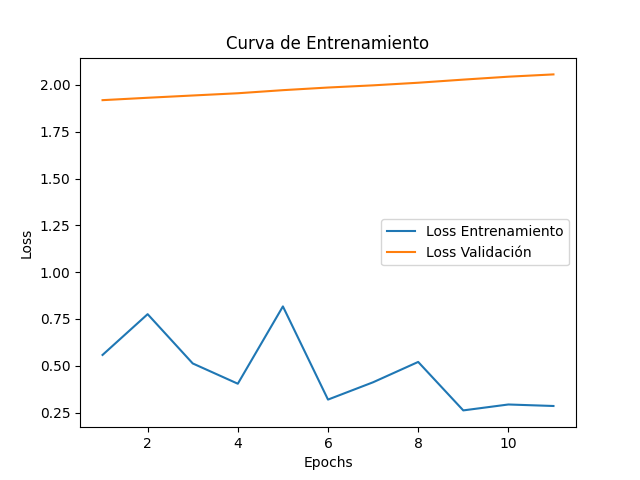 Curva de Entrenamiento
Loss
2.00
1.75
1.50
1.25
1.00
0.75
0.50
0.25
Loss Entrenamiento
Loss Validación
2 4 6 8 10
Epochs